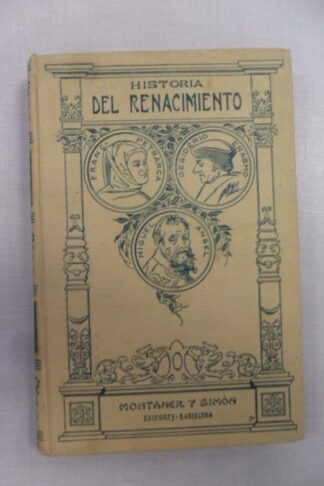 HISTORIA
DEL RENACIMIENTO
FRANC. PETRARCA
DESIDERIO ERASMO
MIGUEL ANGEL
MONTANER Y SIMÓN
EDITORES-BARCELONA